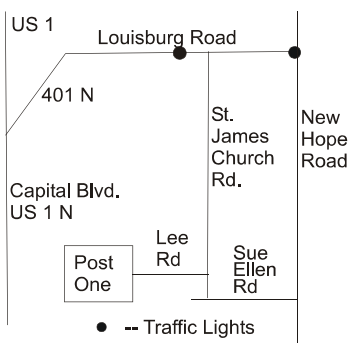 US 1
Louisburg Road
401 N
St.
James
Church
Rd.
New
Hope
Road
Capital Blvd.
US 1 N
Lee
Rd
Sue
Ellen
Rd
Post
One
-- Traffic Lights